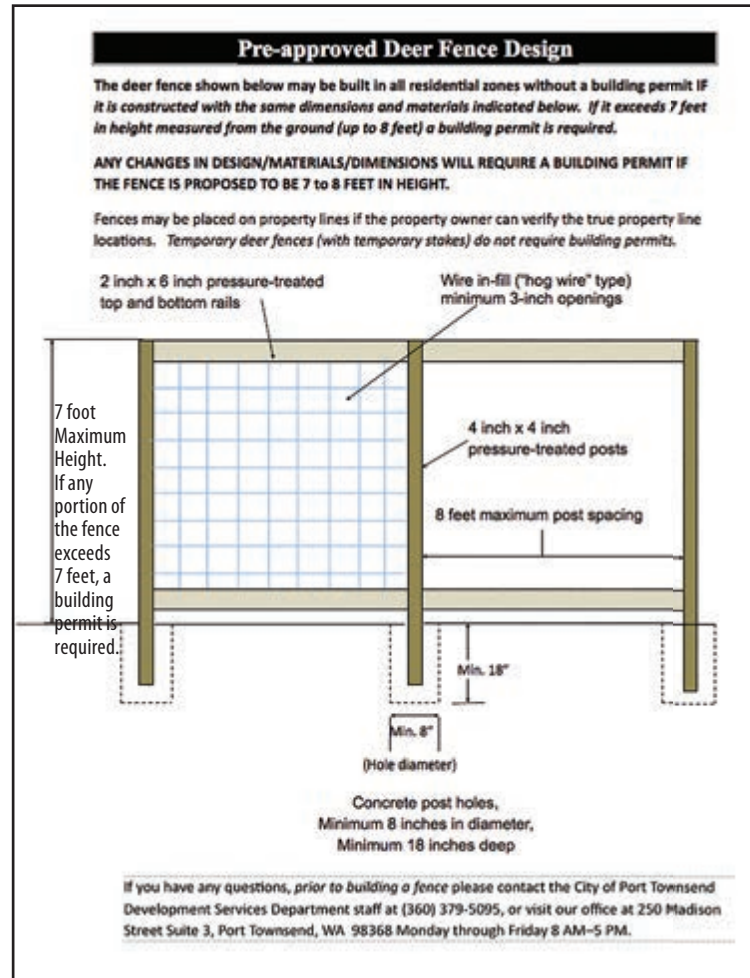 Pre-approved Deer Fence Design
The deer fence shown below may be built in all residential zones without a building permit IF
it is constructed with the same dimensions and materials indicated below. If it exceeds 7 feet
in height measured from the ground (up to 8 feet) a building permit is required.
ANY CHANGES IN DESIGN/MATERIALS/DIMENSIONS WILL REQUIRE A BUILDING PERMIT IF
THE FENCE IS PROPOSED TO BE 7 to 8 FEET IN HEIGHT.
Fences may be placed on property lines if the property owner can verify the true property line
locations. Temporary deer fences (with temporary stakes) do not require building permits.
2 inch x 6 inch pressure-treated
top and bottom rails
Wire in-fill ("hog wire" type)
minimum 3-inch openings
7 foot
Maximum
Height.
If any
portion of
the fence
exceeds
7 feet, a
building
permit is
required.
4 inch x 4 inch
pressure-treated posts
8 feet maximum post spacing
Min. 18"
Min. 8"
(Hole diameter)
Concrete post holes,
Minimum 8 inches in diameter,
Minimum 18 inches deep
If you have any questions, prior to building a fence please contact the City of Port Townsend
Development Services Department staff at (360) 379-5095, or visit our office at 250 Madison
Street Suite 3, Port Townsend, WA 98368 Monday through Friday 8 AM–5 PM.